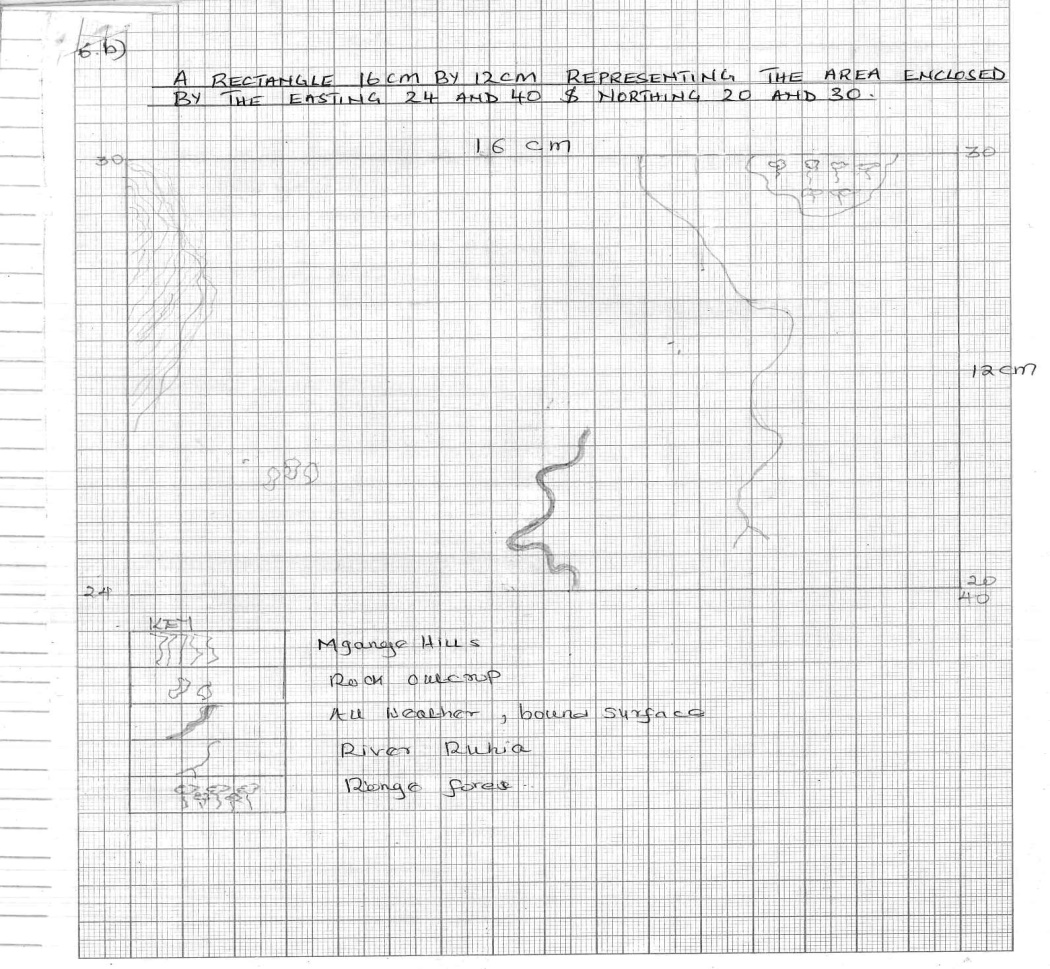 6.b)
A RECTANGLE 16cm BY 12cm REPRESENTING THE AREA ENCLOSED
BY THE EASTING 24 AND 40 $ NORTHING 20 AND 30.
16 cm
30
30
12cm
24
20
40
KEY
Mgange Hills
Rock outcrop
All Weather, bound surface
River Ruhia
Ronge fores